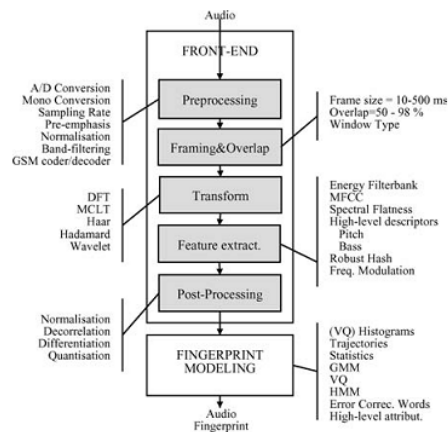 Audio
FRONT-END
A/D Conversion
Mono Conversion
Sampling Rate
Pre-emphasis
Normalisation
Band-filtering
GSM coder/decoder
Preprocessing
Framing&Overlap
Frame size = 10-500 ms
Overlap=50 - 98 %
Window Type
DFT
MCLT
Haar
Hadamard
Wavelet
Transform
Feature extract.
Energy Filterbank
MFCC
Spectral Flatness
High-level descriptors
Pitch
Bass
Robust Hash
Freq. Modulation
Post-Processing
Normalisation
Decorrelation
Differentiation
Quantisation
FINGERPRINT
MODELING
(VQ) Histograms
Trajectories
Statistics
GMM
VQ
HMM
Error Correc. Words
High-level attribut.
Audio
Fingerprint